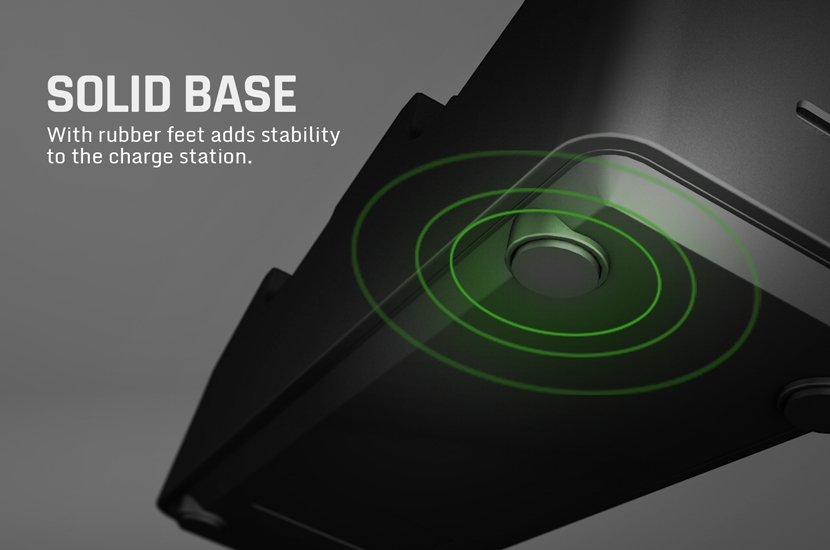 SOLID BASE
With rubber feet adds stability
to the charge station.